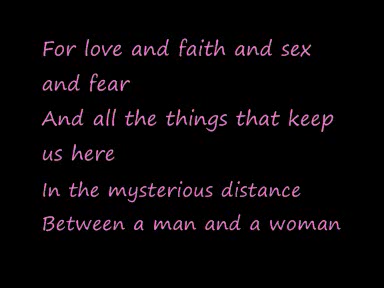 For love and faith and sex
and fear
And all the things that keep
us here
In the mysterious distance
Between a man and a woman